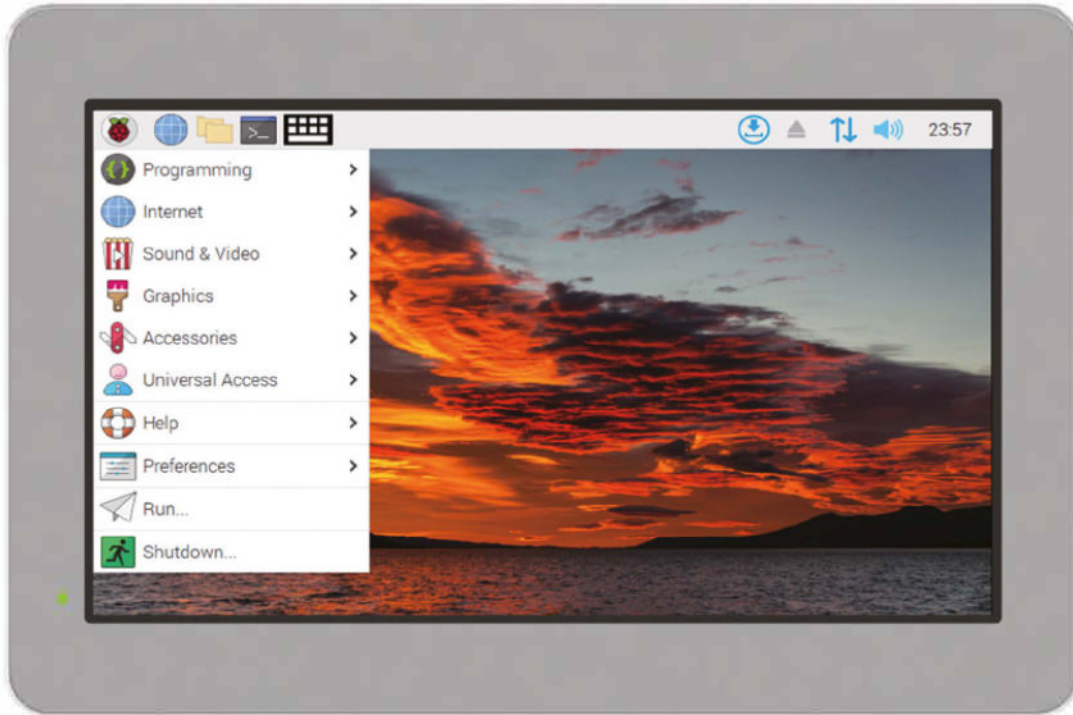 23:57
Programming
Internet
Sound & Video
Graphics
Accessories
Universal Access
Help
Preferences
Run...
Shutdown...